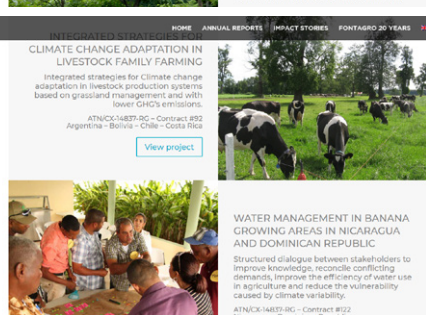 HOME ANNUAL REPORTS IMPACT STORIES FONTAGRO 20 YEARS
INTEGRATED STRATEGIES FOR
CLIMATE CHANGE ADAPTATION IN
LIVESTOCK FAMILY FARMING
Integrated strategies for Climate change
adaptation in livestock production systems
based on grassland management and with
lower GHG's emissions.
ATN/CX-14837-RG – Contract #92
Argentina – Bolivia – Chile – Costa Rica
View project
WATER MANAGEMENT IN BANANA
GROWING AREAS IN NICARAGUA
AND DOMINICAN REPUBLIC
Structured dialogue between stakeholders to
improve knowledge, reconcile conflicting
demands, improve the efficiency of water use
in agriculture and reduce the vulnerability
caused by climate variability.
ATN/CX-14837-RG – Contract #122